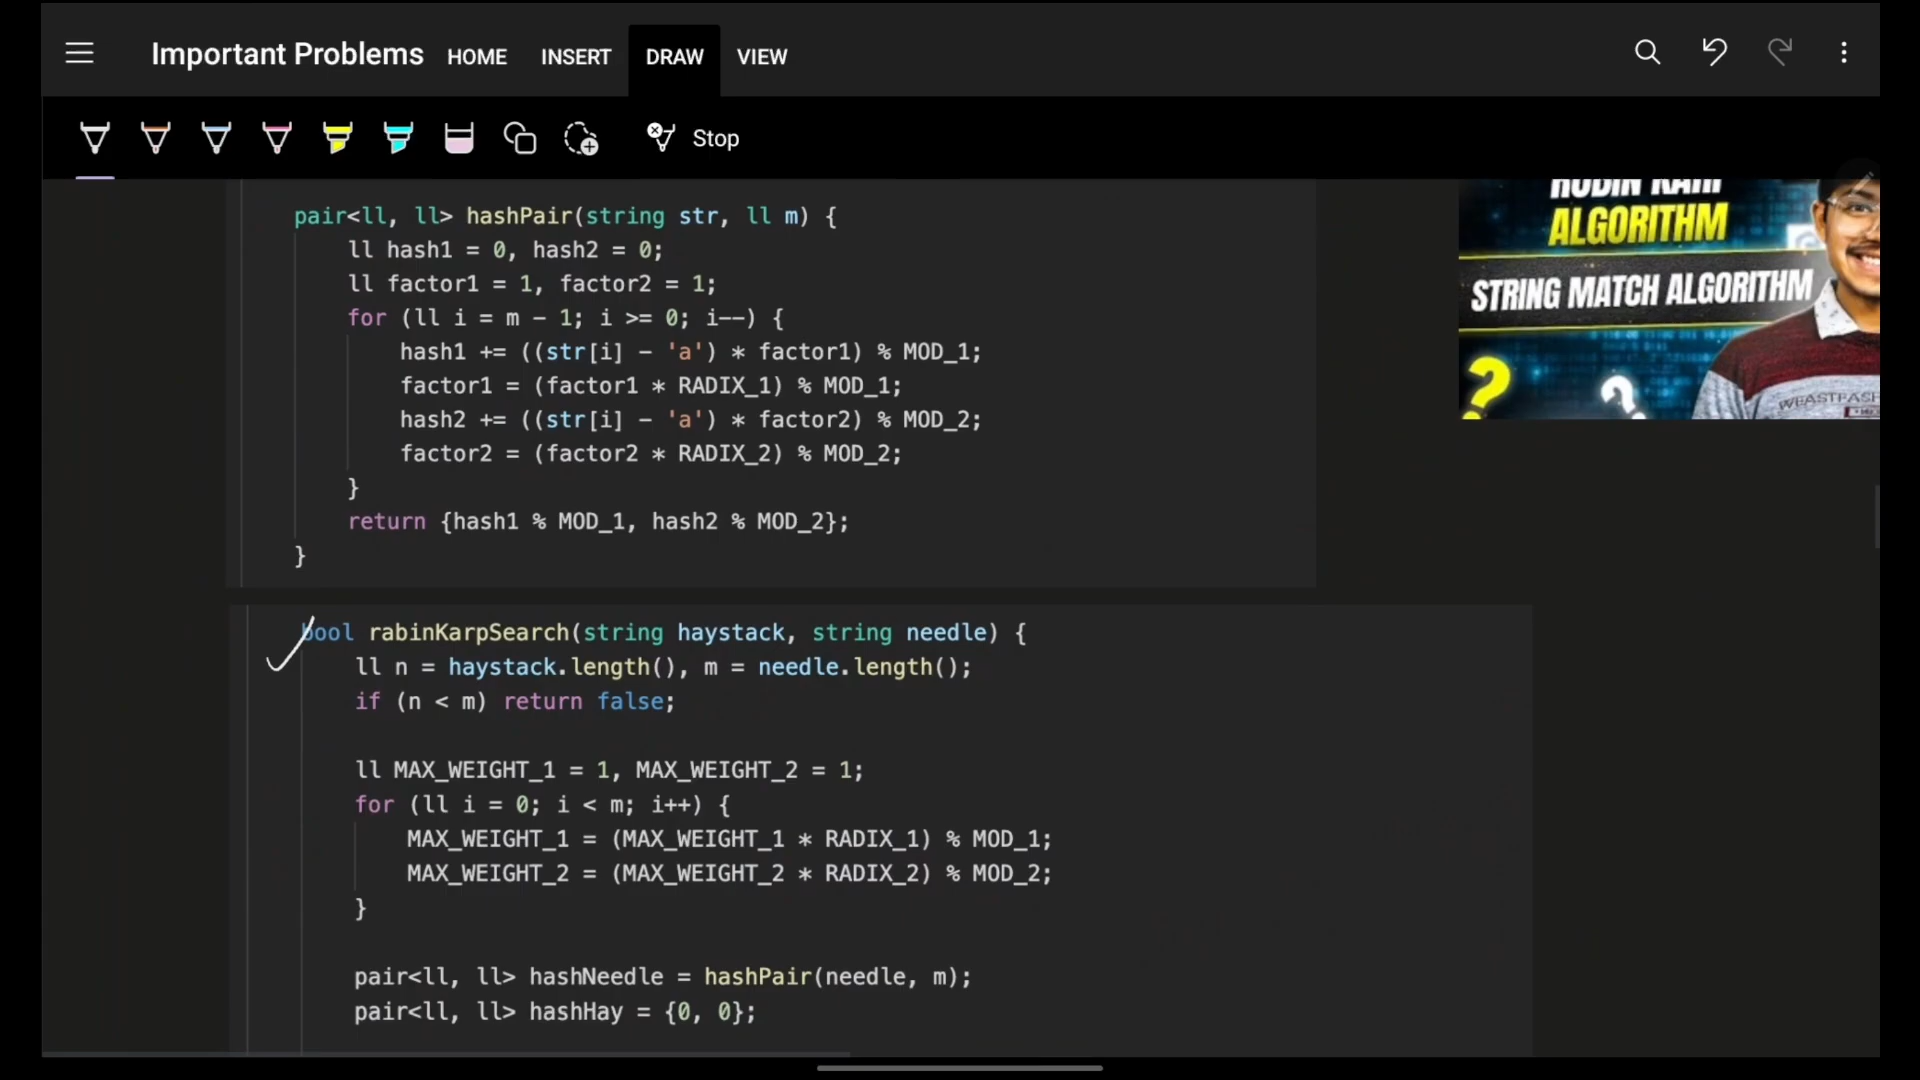 Important Problems HOME INSERT DRAW VIEW
Stop
pair<ll, ll> hashPair(string str, ll m) {
ll hash1 = 0, hash2 = 0;
ll factor1 = 1, factor2 = 1;
for (ll i = m - 1; i >= 0; i--) {
hash1 += ((str[i] - 'a') * factor1) % MOD_1;
factor1 = (factor1 * RADIX_1) % MOD_1;
hash2 += ((str[i] - 'a') * factor2) % MOD_2;
factor2 = (factor2 * RADIX_2) % MOD_2;
}
return {hash1 % MOD_1, hash2 % MOD_2};
}
ALGORITHM
STRING MATCH ALGORITHM
bool rabinKarpSearch(string haystack, string needle) {
ll n = haystack.length(), m = needle.length();
if (n < m) return false;
ll MAX_WEIGHT_1 = 1, MAX_WEIGHT_2 = 1;
for (ll i = 0; i < m; i++) {
MAX_WEIGHT_1 = (MAX_WEIGHT_1 * RADIX_1) % MOD_1;
MAX_WEIGHT_2 = (MAX_WEIGHT_2 * RADIX_2) % MOD_2;
}
pair<ll, ll> hashNeedle = hashPair(needle, m);
pair<ll, ll> hashHay = {0, 0};